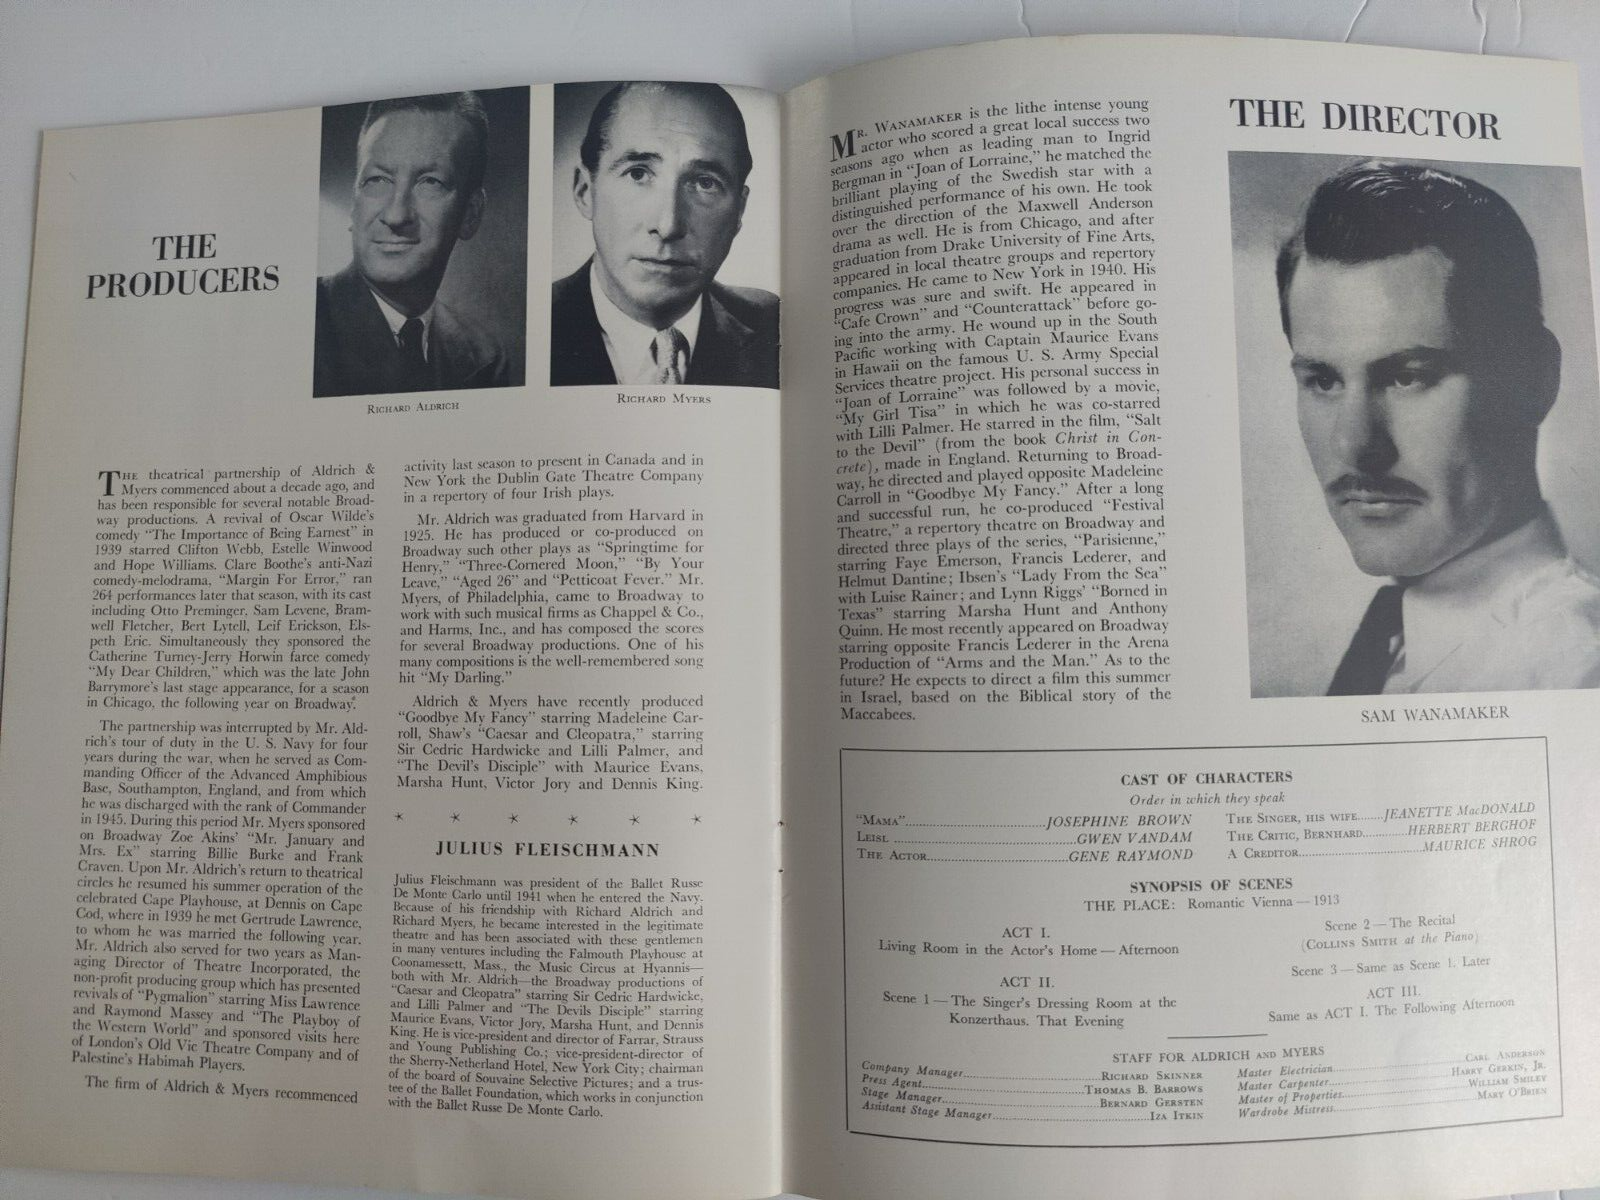 THE
PRODUCERS
RICHARD ALDRICH
RICHARD MYERS
THE theatrical partnership of Aldrich &
Myers commenced about a decade ago, and
has been responsible for several notable Broad-
way productions. A revival of Oscar Wilde's
comedy "The Importance of Being Earnest" in
1939 starred Clifton Webb, Estelle Winwood
and Hope Williams. Clare Boothe's anti-Nazi
comedy-melodrama, "Margin For Error," ran
264 performances later that season, with its cast
including Otto Preminger. Sam Levene, Bram-
well Fletcher, Bert Lytell, Leif Erickson, Els-
peth Eric. Simultaneously they sponsored the
Catherine Turney-Jerry Horwin farce comedy
"My Dear Children," which was the late John
Barrymore's last stage appearance, for a season
in Chicago, the following year on Broadway.
The partnership was interrupted by Mr. Ald-
rich's tour of duty in the U. S. Navy for four
years during the war, when he served as Com-
manding Officer of the Advanced Amphibious
Base, Southampton, England, and from which
he was discharged with the rank of Commander
in 1945. During this period Mr. Myers sponsored
on Broadway Zoe Akins' "Mr. January and
Mrs. Ex" starring Billie Burke and Frank
Craven. Upon Mr. Aldrich's return to theatrical
circles he resumed his summer operation of the
celebrated Cape Playhouse, at Dennis on Cape
Cod, where in 1939 he met Gertrude Lawrence,
to whom he was married the following year.
Mr. Aldrich also served for two years as Man-
aging Director of Theatre Incorporated, the
non-profit producing group which has presented
revivals of "Pygmalion" starring Miss Lawrence
and Raymond Massey and "The Playboy of
the Western World" and sponsored visits here
of London's Old Vic Theatre Company and of
Palestine's Habimah Players.
The firm of Aldrich & Myers recommenced
activity last season to present in Canada and in
New York the Dublin Gate Theatre Company
in a repertory of four Irish plays.
Mr. Aldrich was graduated from Harvard in
1925. He has produced or co-produced on
Broadway such other plays as "Springtime for
Henry," "Three-Cornered Moon," "By Your
Leave," "Aged 26" and "Petticoat Fever." Mr.
Myers, of Philadelphia, came to Broadway to
work with such musical firms as Chappel & Co.,
and Harms, Inc., and has composed the scores
for several Broadway productions. One of his
many compositions is the well-remembered song
hit "My Darling."
Aldrich & Myers have recently produced
"Goodbye My Fancy" starring Madeleine Car-
roll, Shaw's "Caesar and Cleopatra," starring
Sir Cedric Hardwicke and Lilli Palmer, and
"The Devil's Disciple" with Maurice Evans,
Marsha Hunt, Victor Jory and Dennis King.
* * * * * *
JULIUS FLEISCHMANN
Julius Fleischmann was president of the Ballet Russe
De Monte Carlo until 1941 when he entered the Navy.
Because of his friendship with Richard Aldrich and
Richard Myers, he became interested in the legitimate
theatre and has been associated with these gentlemen
in many ventures including the Falmouth Playhouse at
Coonamessett, Mass., the Music Circus at Hyannis—
both with Mr. Aldrich—the Broadway productions of
"Caesar and Cleopatra" starring Sir Cedric Hardwicke,
and Lilli Palmer and "The Devils Disciple" starring
Maurice Evans, Victor Jory, Marsha Hunt, and Dennis
King. He is vice-president and director of Farrar, Strauss
and Young Publishing Co.; vice-president-director of
the Sherry-Netherland Hotel, New York City; chairman
of the board of Souvaine Selective Pictures; and a trus-
tee of the Ballet Foundation, which works in conjunction
with the Ballet Russe De Monte Carlo.
MR. WANAMAKER is the lithe intense young
actor who scored a great local success two
seasons ago when as leading man to Ingrid
Bergman in "Joan of Lorraine," he matched the
brilliant playing of the Swedish star with a
distinguished performance of his own. He took
over the direction of the Maxwell Anderson
drama as well. He is from Chicago, and after
graduation from Drake University of Fine Arts,
appeared in local theatre groups and repertory
companies. He came to New York in 1940. His
progress was sure and swift. He appeared in
"Cafe Crown" and "Counterattack" before go-
ing into the army. He wound up in the South
Pacific working with Captain Maurice Evans
in Hawaii on the famous U. S. Army Special
Services theatre project. His personal success in
"Joan of Lorraine" was followed by a movie,
"My Girl Tisa" in which he was co-starred
with Lilli Palmer. He starred in the film, "Salt
to the Devil" (from the book Christ in Con-
crete), made in England. Returning to Broad-
way, he directed and played opposite Madeleine
Carroll in "Goodbye My Fancy." After a long
and successful run, he co-produced "Festival
Theatre," a repertory theatre on Broadway and
directed three plays of the series, "Parisienne,"
starring Faye Emerson, Francis Lederer, and
Helmut Dantine; Ibsen's "Lady From the Sea"
with Luise Rainer; and Lynn Riggs' "Borned in
Texas" starring Marsha Hunt and Anthony
Quinn. He most recently appeared on Broadway
starring opposite Francis Lederer in the Arena
Production of "Arms and the Man." As to the
future? He expects to direct a film this summer
in Israel, based on the Biblical story of the
Maccabees.
THE DIRECTOR
SAM WANAMAKER
CAST OF CHARACTERS
Order in which they speak
"MAMA"....JOSEPHINE BROWN
LEISL....GWEN VANDAM
THE ACTOR....GENE RAYMOND
THE SINGER, HIS WIFE....JEANETTE MacDONALD
THE CRITIC, BERNHARD....HERBERT BERGHOF
A CREDITOR....MAURICE SHROG
SYNOPSIS OF SCENES
THE PLACE: Romantic Vienna — 1913
ACT I.
Living Room in the Actor's Home — Afternoon
ACT II.
Scene 1 — The Singer's Dressing Room at the
Konzerthaus. That Evening
Scene 2 — The Recital
(COLLINS SMITH at the Piano)
Scene 3 — Same as Scene 1. Later
ACT III.
Same as ACT I. The Following Afternoon
STAFF FOR ALDRICH AND MYERS
Company Manager....RICHARD SKINNER
Press Agent....THOMAS B. BARROWS
Stage Manager....BERNARD GERSTEN
Assistant Stage Manager....IZA ITKIN
Master Electrician....CARL ANDERSON
Master Carpenter....HARRY GERKIN, JR.
Master of Properties....WILLIAM SMILEY
Wardrobe Mistress....MARY O'BRIEN